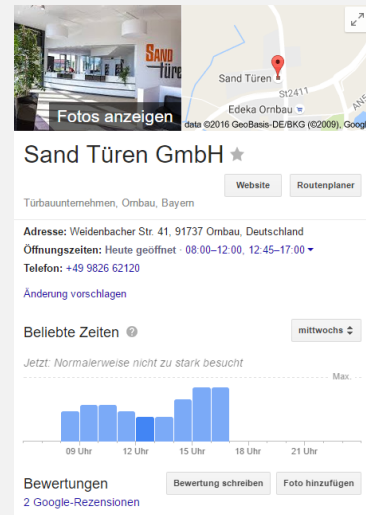 SAND
türe
Fotos anzeigen
Sand Türen
St2411
Edeka Ornbau
AN5
data ©2016 GeoBasis-DE/BKG (©2009), Googl
Sand Türen GmbH
Website
Routenplaner
Türbauunternehmen, Ornbau, Bayern
Adresse: Weidenbacher Str. 41, 91737 Ornbau, Deutschland
Öffnungszeiten: Heute geöffnet · 08:00–12:00, 12:45–17:00
Telefon: +49 9826 62120
Änderung vorschlagen
Beliebte Zeiten ?
mittwochs
Jetzt: Normalerweise nicht zu stark besucht
Max.
09 Uhr 12 Uhr 15 Uhr 18 Uhr 21 Uhr
Bewertungen
Bewertung schreiben
Foto hinzufügen
2 Google-Rezensionen